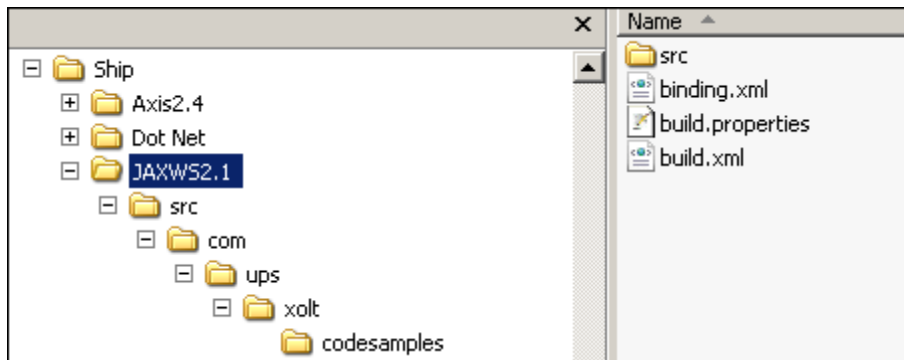 Name
Ship
Axis2.4
Dot Net
JAXWS2.1
src
com
ups
xolt
codesamples
src
binding.xml
build.properties
build.xml